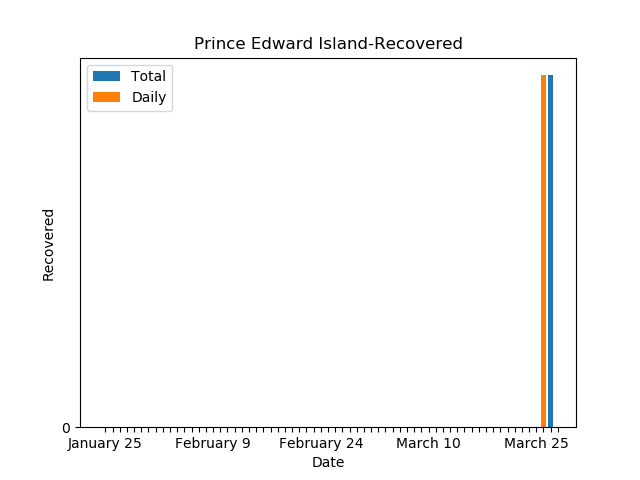 Prince Edward Island-Recovered
Total
Daily
Recovered
0
January 25
February 9
February 24
March 10
March 25
Date